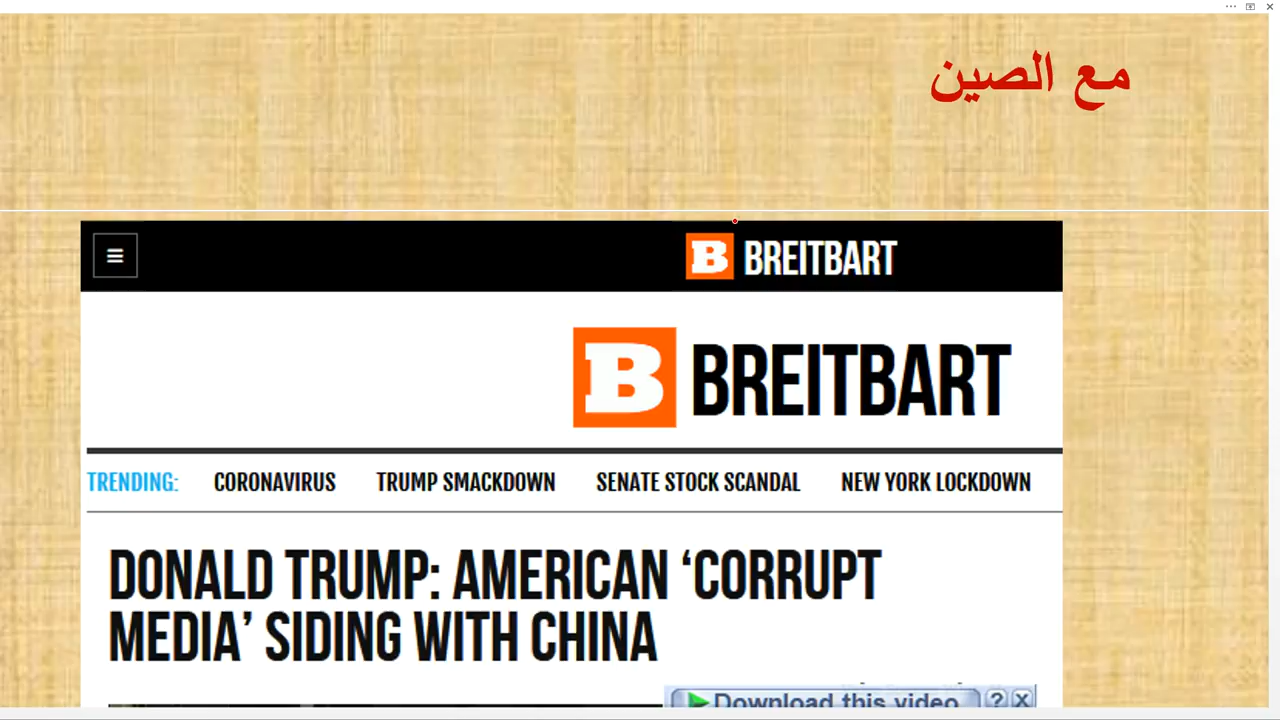 مع الصين
BREITBART
BREITBART
TRENDING: CORONAVIRUS TRUMP SMACKDOWN SENATE STOCK SCANDAL NEW YORK LOCKDOWN
DONALD TRUMP: AMERICAN ‘CORRUPT
MEDIA’ SIDING WITH CHINA
Download this video ? X